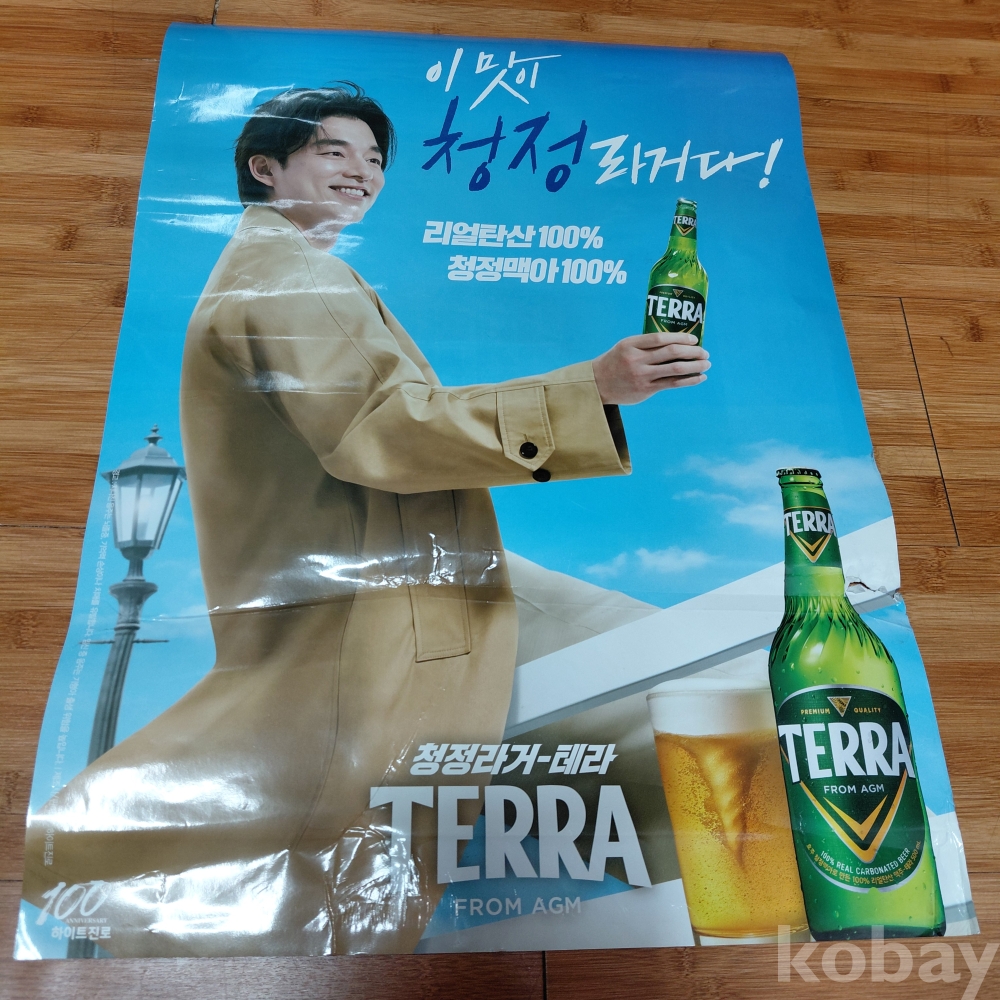 이 맛이
청정 라거다!
리얼탄산 100%
청정맥아 100%
TERRA
TERRA
FROM AGM
TERRA
PREMIUM QUALITY
TERRA
FROM AGM
100% REAL CARBONATED BEER
청정라거-테라
TERRA
FROM AGM
100
ANNIVERSARY
하이트진로
kobay